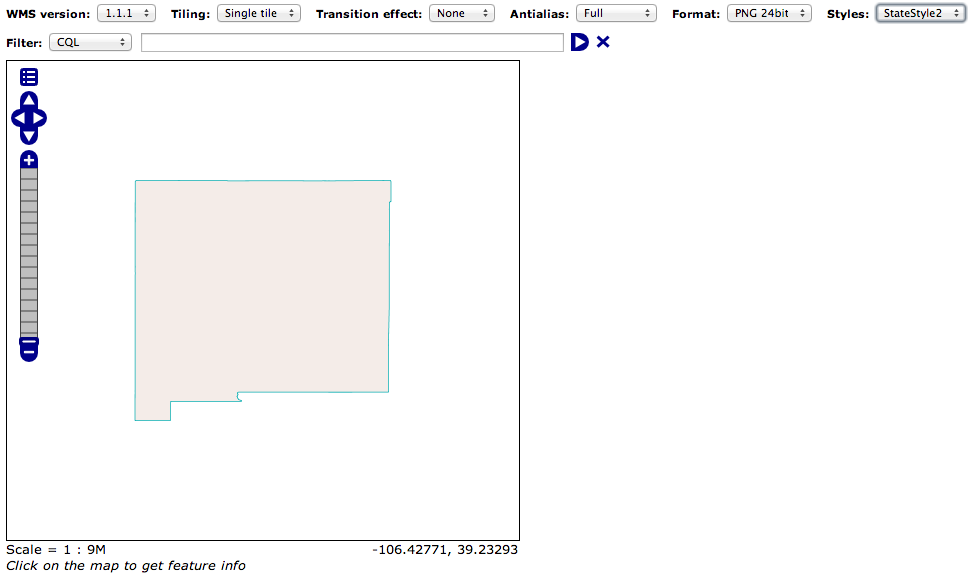 WMS version: 1.1.1 Tiling: Single tile Transition effect: None Antialias: Full Format: PNG 24bit Styles: StateStyle2
Filter: CQL
Scale = 1 : 9M -106.42771, 39.23293
Click on the map to get feature info